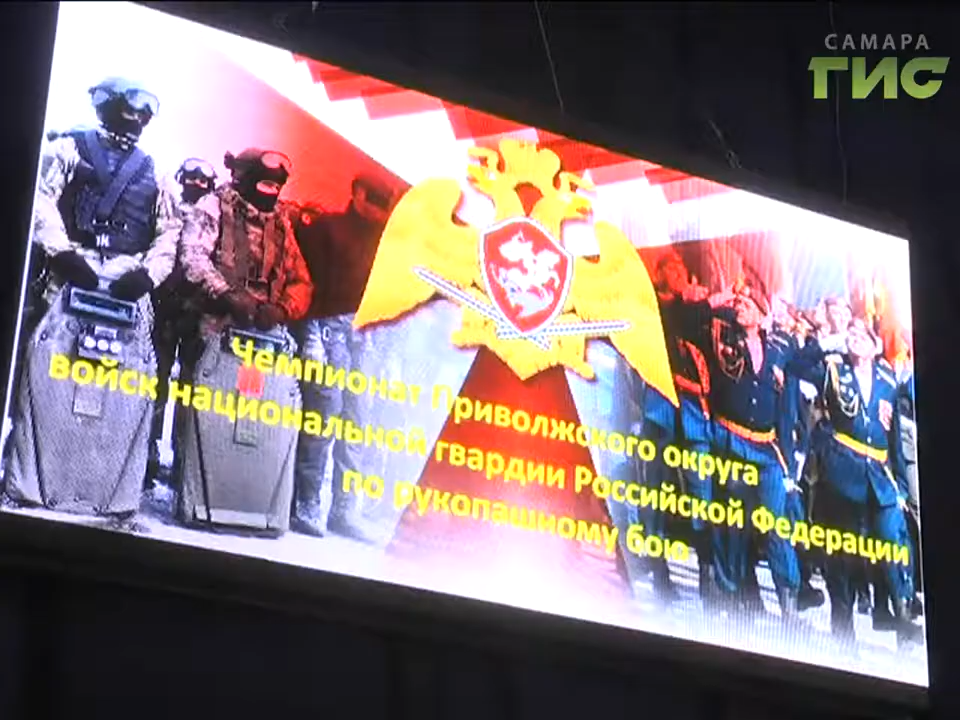 САМАРА
ГИС
Чемпионат Приволжского округа
войск национальной гвардии Российской Федерации
по рукопашному бою